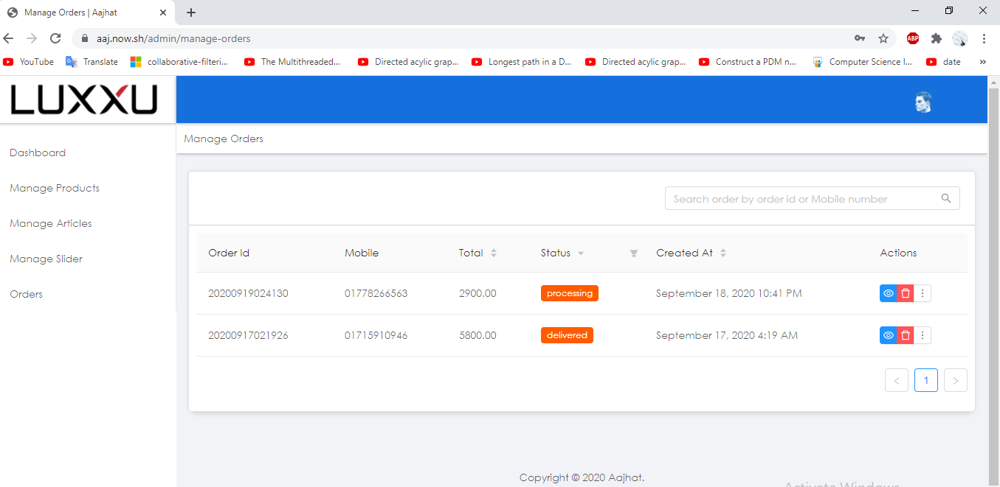 Manage Orders | Aajhat
aaj.now.sh/admin/manage-orders
ABP
YouTube Translate collaborative-filteri... The Multithreaded... Directed acylic grap... Longest path in a D... Directed acylic grap... Construct a PDM n... Computer Science I... date »
LUXXU
Manage Orders
Dashboard
Manage Products
Manage Articles
Manage Slider
Orders
Search order by order id or Mobile number
Order Id Mobile Total Status Created At Actions
20200919024130 01778266563 2900.00 processing September 18, 2020 10:41 PM
20200917021926 01715910946 5800.00 delivered September 17, 2020 4:19 AM
< 1 >
Copyright © 2020 Aajhat.
Activate Windows